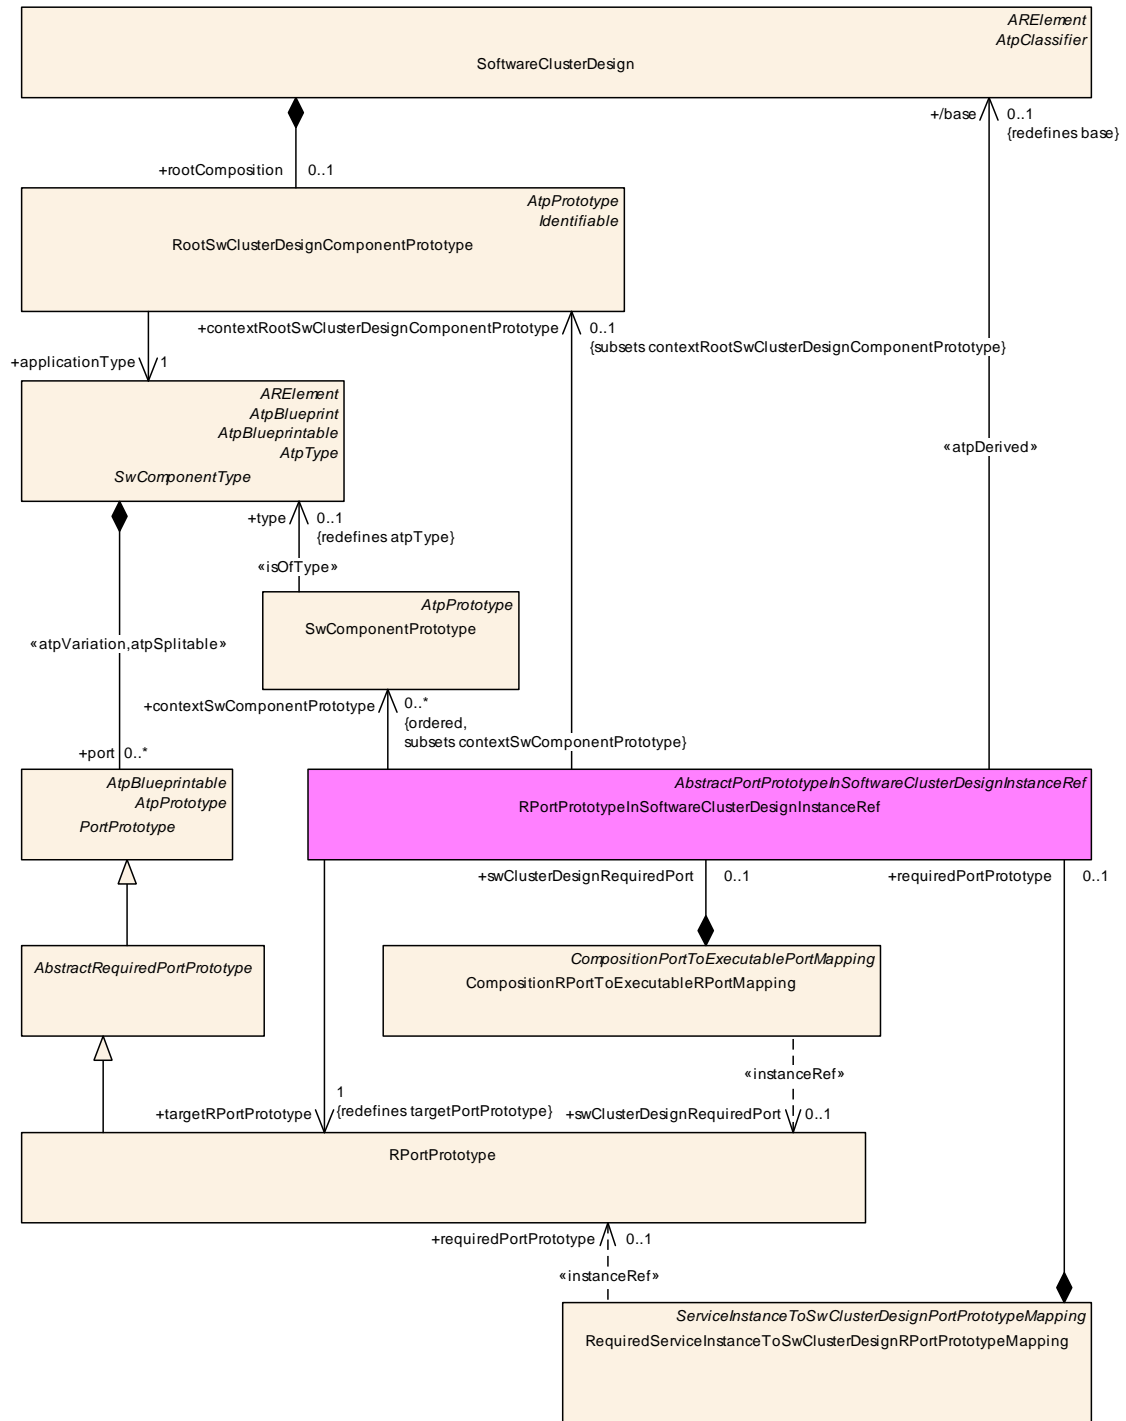 ARElement
AtpClassifier
SoftwareClusterDesign
+/base
0..1
{redefines base}
+rootComposition
0..1
AtpPrototype
Identifiable
RootSwClusterDesignComponentPrototype
+contextRootSwClusterDesignComponentPrototype
0..1
{subsets contextRootSwClusterDesignComponentPrototype}
+applicationType
1
ARElement
AtpBlueprint
AtpBlueprintable
AtpType
SwComponentType
«atpDerived»
+type
0..1
{redefines atpType}
«isOfType»
AtpPrototype
SwComponentPrototype
«atpVariation,atpSplitable»
+contextSwComponentPrototype
0..*
{ordered,
subsets contextSwComponentPrototype}
+port
0..*
AtpBlueprintable
AtpPrototype
PortPrototype
AbstractPortPrototypeInSoftwareClusterDesignInstanceRef
RPortPrototypeInSoftwareClusterDesignInstanceRef
+swClusterDesignRequiredPort
0..1
+requiredPortPrototype
0..1
AbstractRequiredPortPrototype
CompositionPortToExecutablePortMapping
CompositionRPortToExecutableRPortMapping
«instanceRef»
1
+targetRPortPrototype
{redefines targetPortPrototype}
+swClusterDesignRequiredPort
0..1
RPortPrototype
+requiredPortPrototype
0..1
«instanceRef»
ServiceInstanceToSwClusterDesignPortPrototypeMapping
RequiredServiceInstanceToSwClusterDesignRPortPrototypeMapping